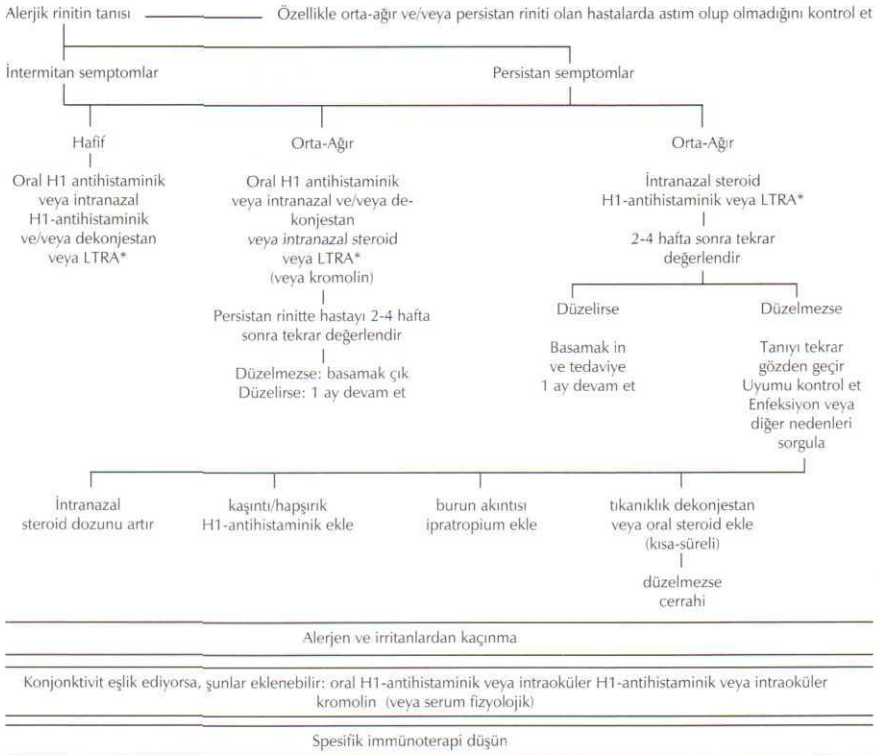 Alerjik rinitin tanısı Özellikle orta-ağır ve/veya persistan riniti olan hastalarda astım olup olmadığını kontrol et
İntermitan semptomlar
Persistan semptomlar
Hafif
Oral H1 antihistaminik
veya intranazal
H1-antihistaminik
ve/veya dekonjestan
veya LTRA*
Orta-Ağır
Oral H1 antihistaminik
veya intranazal ve/veya de-
konjestan
veya intranazal steroid
veya LTRA*
(veya kromolin)
Persistan rinitte hastayı 2-4 hafta
sonra tekrar değerlendir
Düzelmezse: basamak çık
Düzelirse: 1 ay devam et
Orta-Ağır
İntranazal steroid
H1-antihistaminik veya LTRA*
2-4 hafta sonra tekrar
değerlendir
Düzelirse
Basamak in
ve tedaviye
1 ay devam et
Düzelmezse
Tanıyı tekrar
gözden geçir
Uyumu kontrol et
Enfeksiyon veya
diğer nedenleri
sorgula
İntranazal
steroid dozunu artır
kaşıntı/hapşırık
H1-antihistaminik ekle
burun akıntısı
ipratropium ekle
tıkanıklık dekonjestan
veya oral steroid ekle
(kısa-süreli)
düzelmezse
cerrahi
Alerjen ve irritanlardan kaçınma
Konjonktivit eşlik ediyorsa, şunlar eklenebilir: oral H1-antihistaminik veya intraoküler H1-antihistaminik veya intraoküler
kromolin (veya serum fizyolojik)
Spesifik immünoterapi düşün